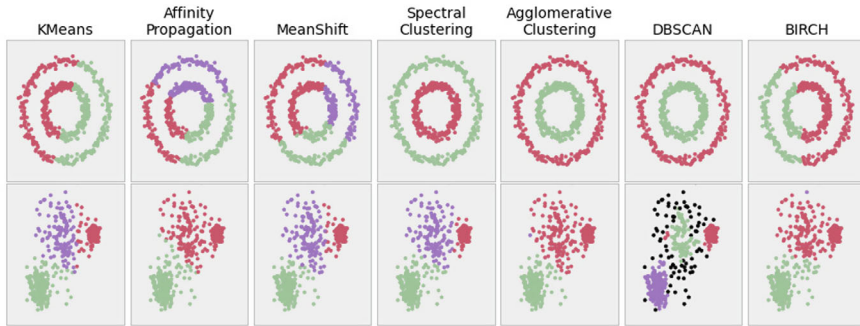 KMeans
Affinity
Propagation
MeanShift
Spectral
Clustering
Agglomerative
Clustering
DBSCAN
BIRCH